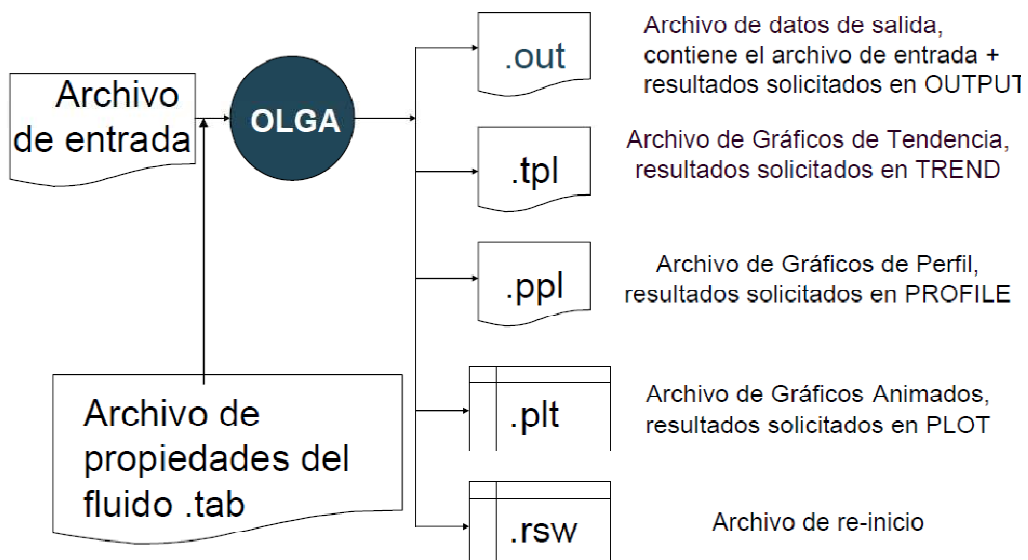 Archivo
de entrada
OLGA
Archivo de
propiedades del
fluido .tab
.out
Archivo de datos de salida,
contiene el archivo de entrada +
resultados solicitados en OUTPUT
.tpl
Archivo de Gráficos de Tendencia,
resultados solicitados en TREND
.ppl
Archivo de Gráficos de Perfil,
resultados solicitados en PROFILE
.plt
Archivo de Gráficos Animados,
resultados solicitados en PLOT
.rsw
Archivo de re-inicio